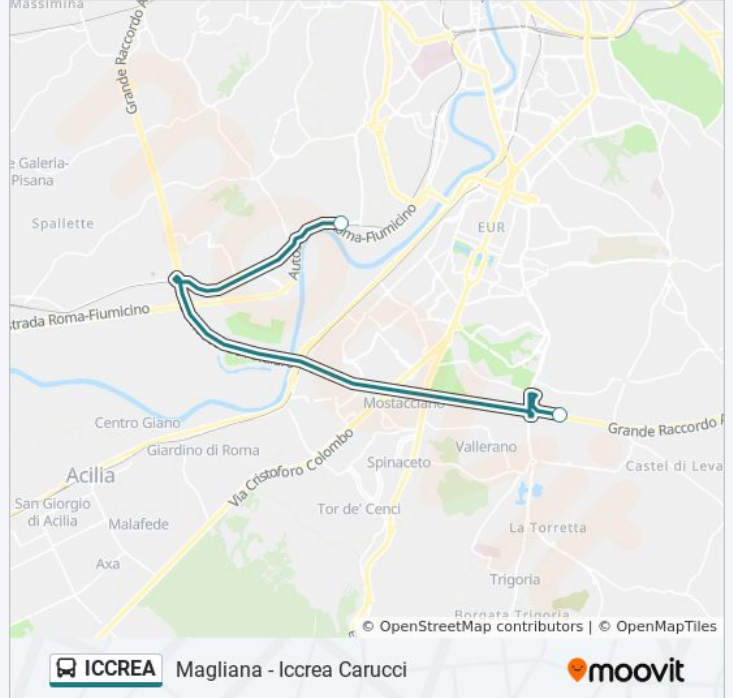 Massimina
Grande Raccordo A
e Galeria-
Pisana
Spallette
oma-Fiumicino
EUR
Auto
strada Roma-Fiumicino
Mostacciano
Centro Giano
Giardino di Roma
Grande Raccordo A
Vallerano
Via Cristoforo Colombo
Spinaceto
Castel di Leva
Acilia
San Giorgio
di Acilia
Malafede
Tor de' Cenci
La Torretta
Axa
Trigoria
Borgata Trigoria
© OpenStreetMap contributors | © OpenMapTiles
ICCREA Magliana - Iccrea Carucci moovit